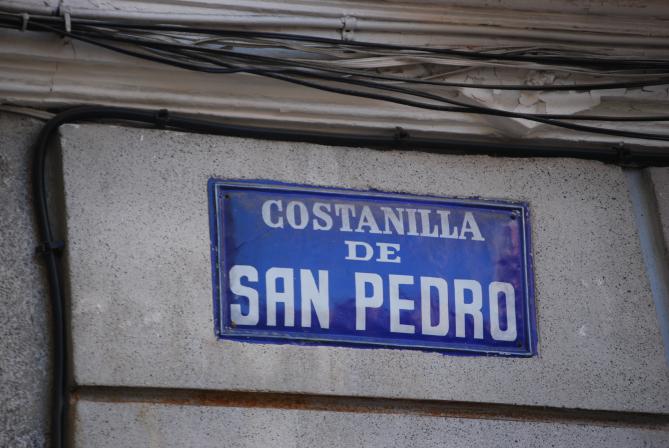 COSTANILLA
DE
SAN PEDRO